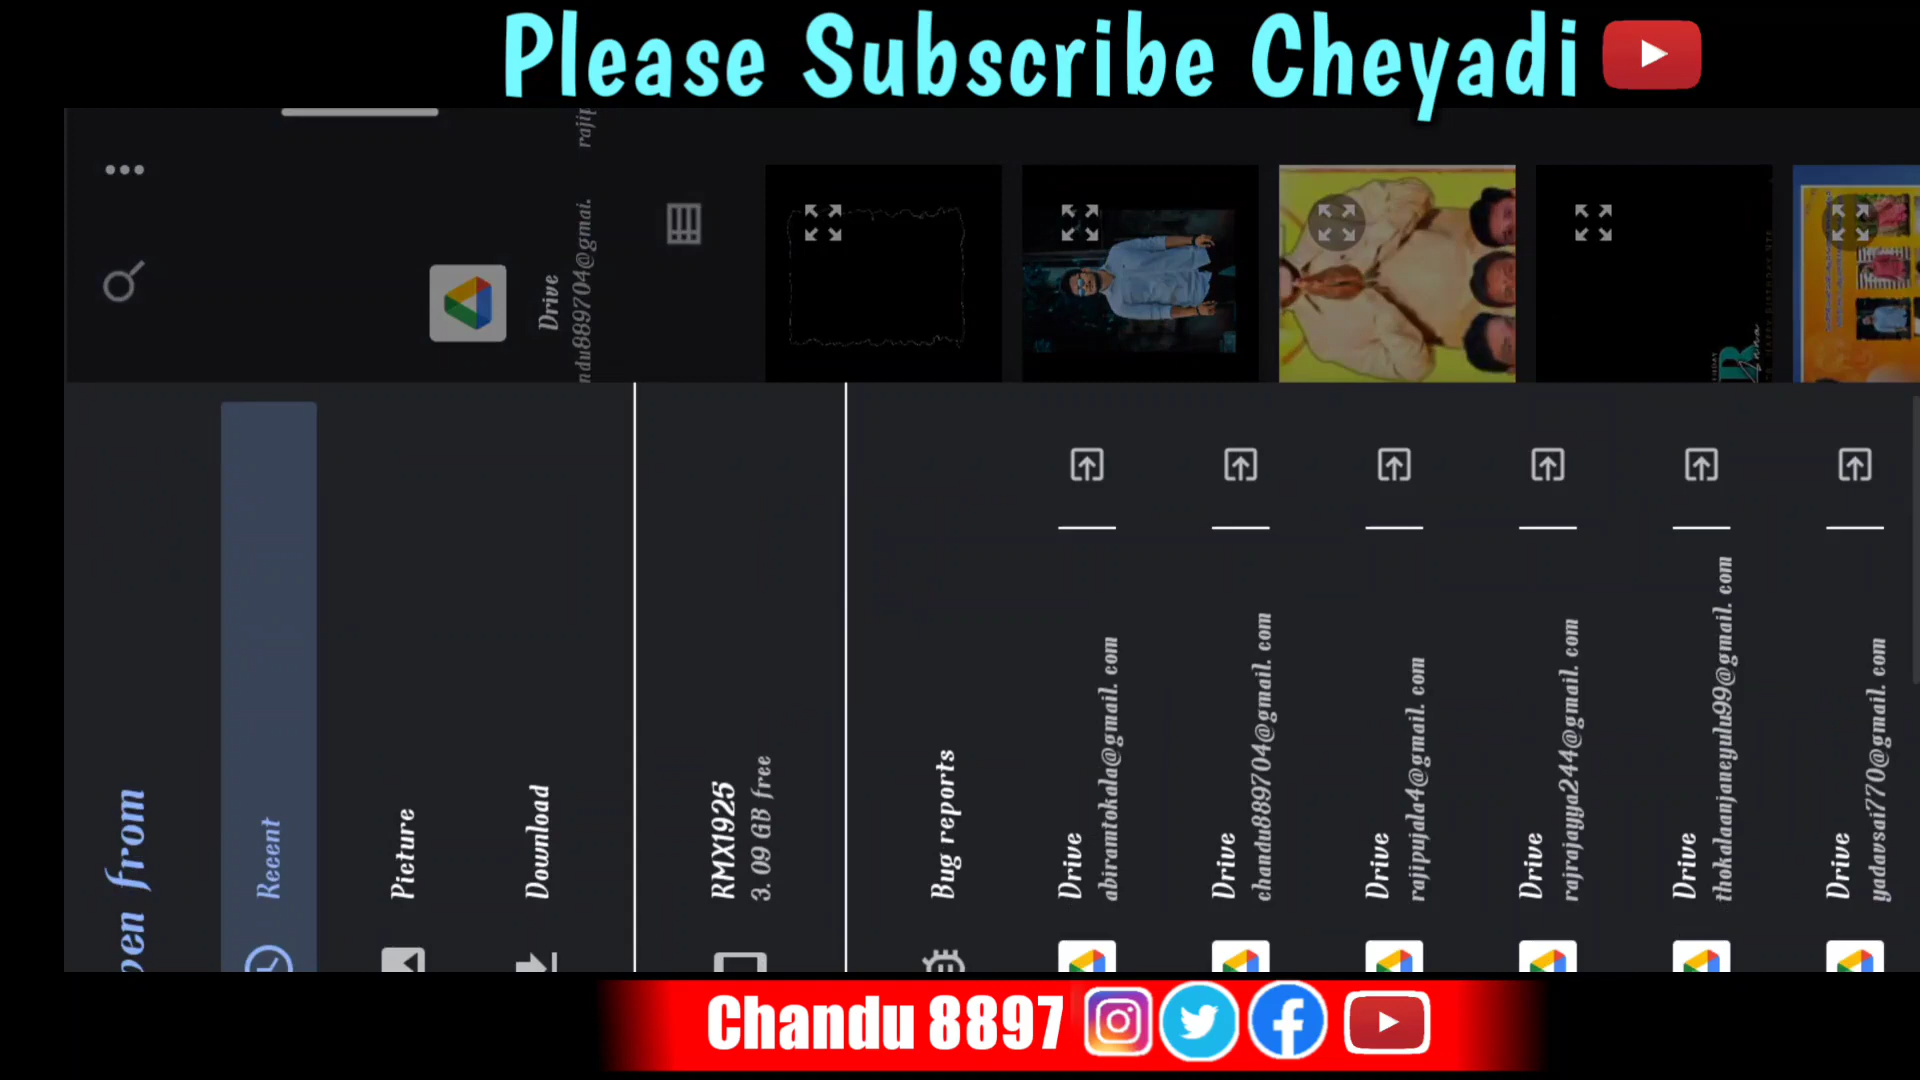 Please Subscribe Cheyadi
Drive
ndu889704@gmai.
rajip
pen from
Recent
Picture
Download
RMX1925
3. 09 GB free
Bug reports
Drive
abiramtokala@gmail. com
Drive
chandu889704@gmail. com
Drive
rajipujala4@gmail. com
Drive
rajrajayya244@gmail. com
Drive
thokalaanjaneyulu99@gmail. com
Drive
yadavsai770@gmail. com
Chandu 8897